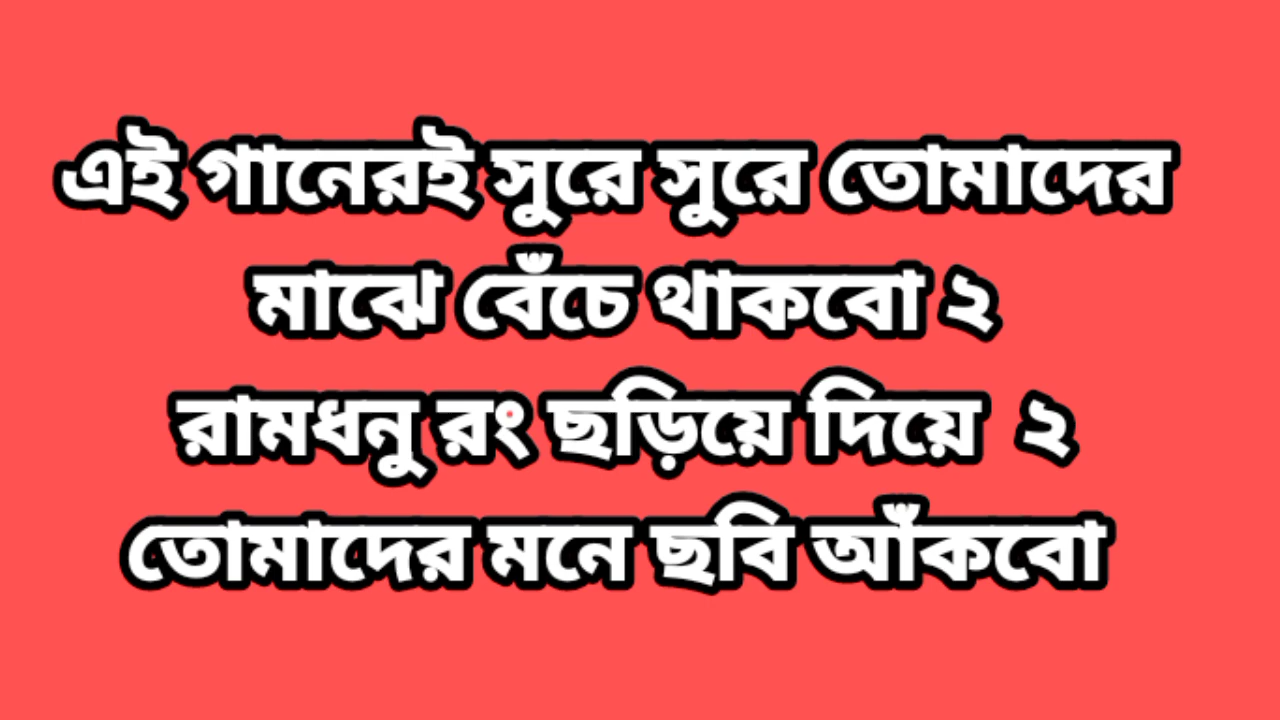 এই গানেরই সুরে সুরে তোমাদের
মাঝে বেঁচে থাকবো ২
রামধনু রং ছড়িয়ে দিয়ে ২
তোমাদের মনে ছবি আঁকবো